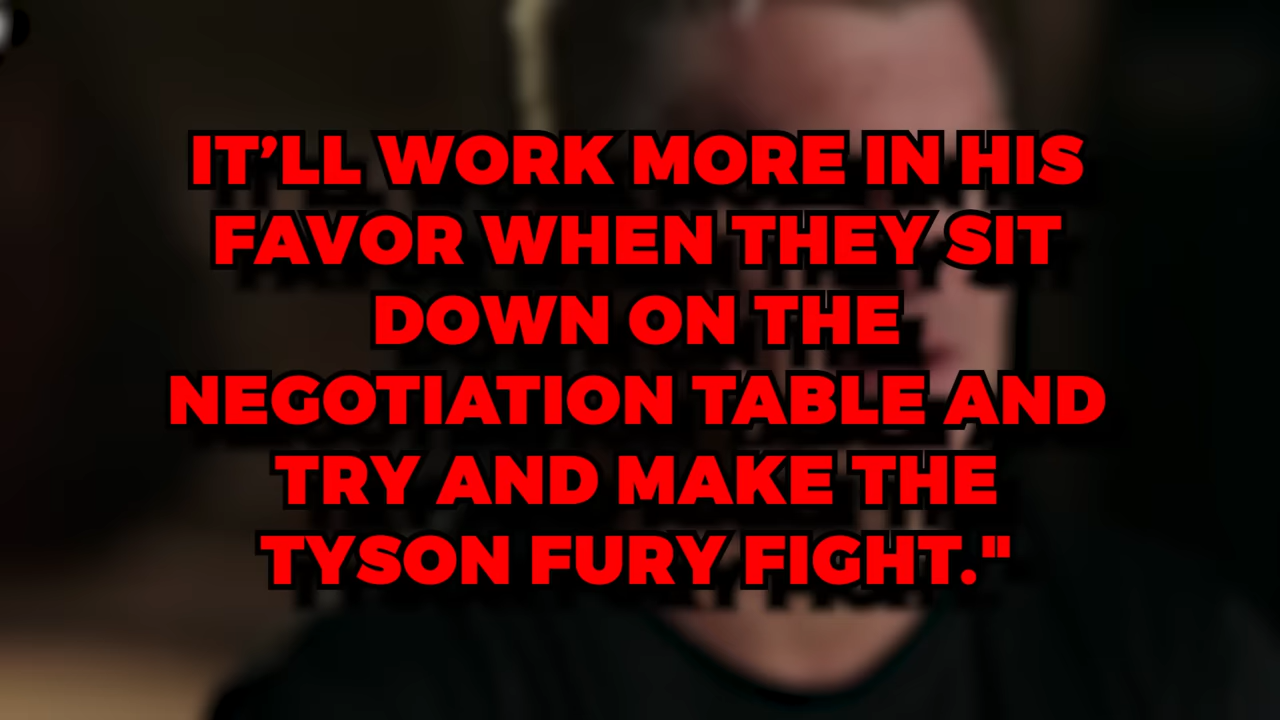 IT’LL WORK MORE IN HIS
FAVOR WHEN THEY SIT
DOWN ON THE
NEGOTIATION TABLE AND
TRY AND MAKE THE
TYSON FURY FIGHT."